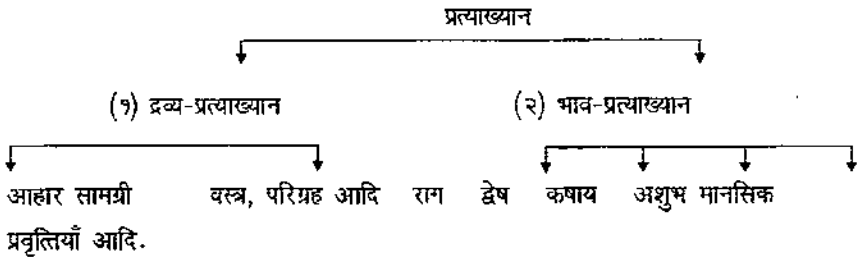 प्रत्याख्यान
(१) द्रव्य-प्रत्याख्यान (२) भाव-प्रत्याख्यान
आहार सामग्री वस्त्र, परिग्रह आदि राग द्वेष कषाय अशुभ मानसिक
प्रवृत्तियाँ आदि.